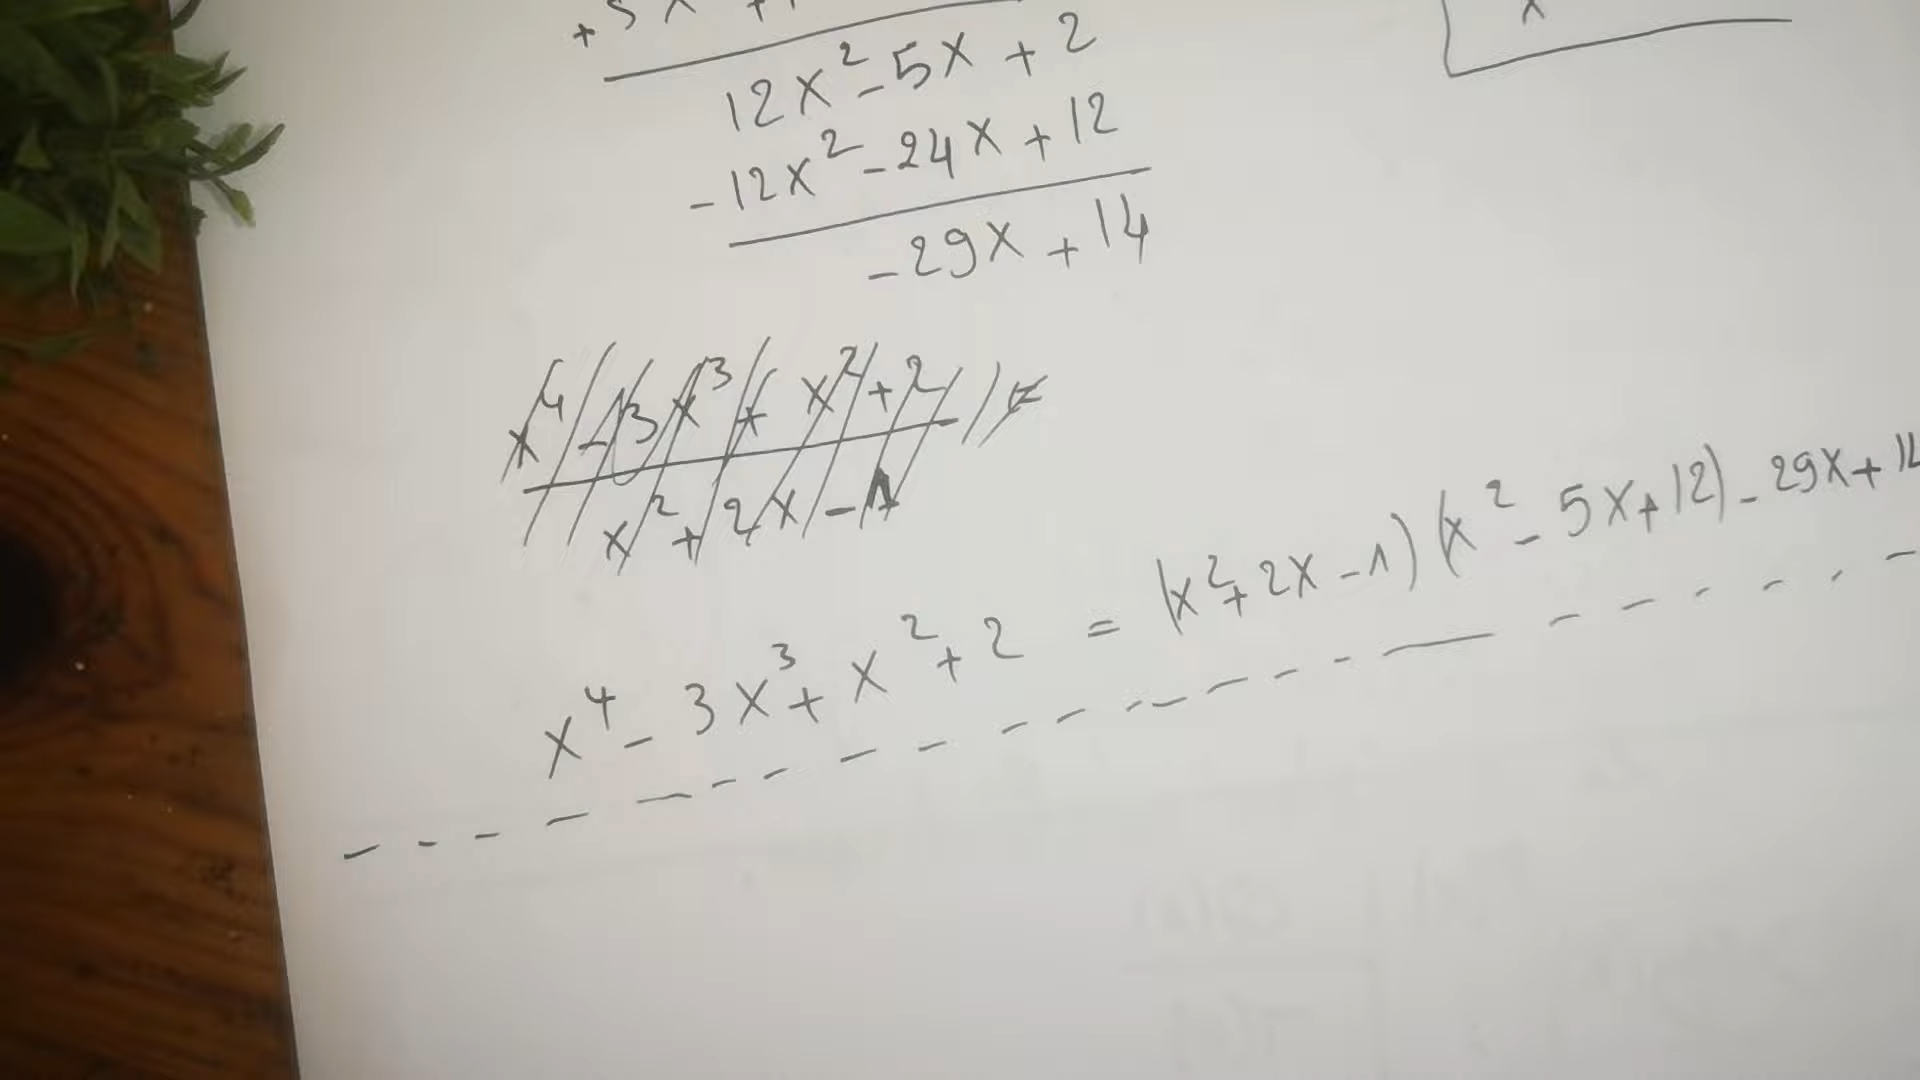 +5x
12x² - 5x + 2
-12x² - 24x + 12
-29x + 14
x⁴ - 3x³ + x² + 2 =
x² + 2x - 1
x⁴ - 3x³ + x² + 2 = (x² + 2x - 1)(x² - 5x + 12) - 29x + 14